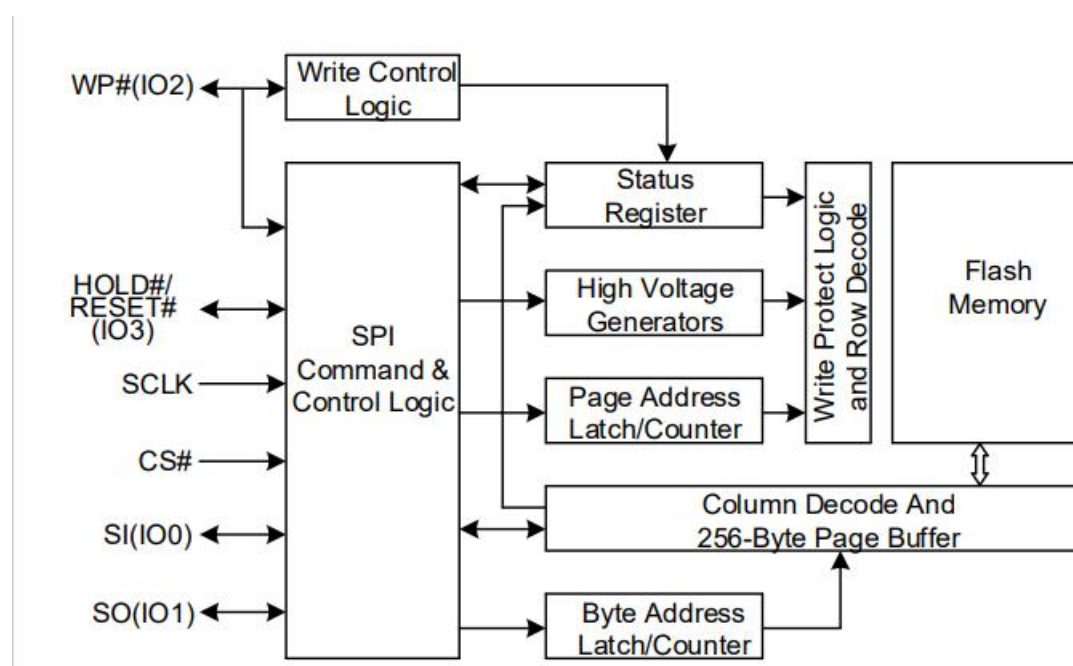 WP#(IO2)
Write Control
Logic
Status
Register
Write Protect Logic
and Row Decode
Flash
Memory
HOLD#/
RESET#
(IO3)
SPI
Command &
Control Logic
High Voltage
Generators
SCLK
Page Address
Latch/Counter
CS#
Column Decode And
256-Byte Page Buffer
SI(IO0)
SO(IO1)
Byte Address
Latch/Counter